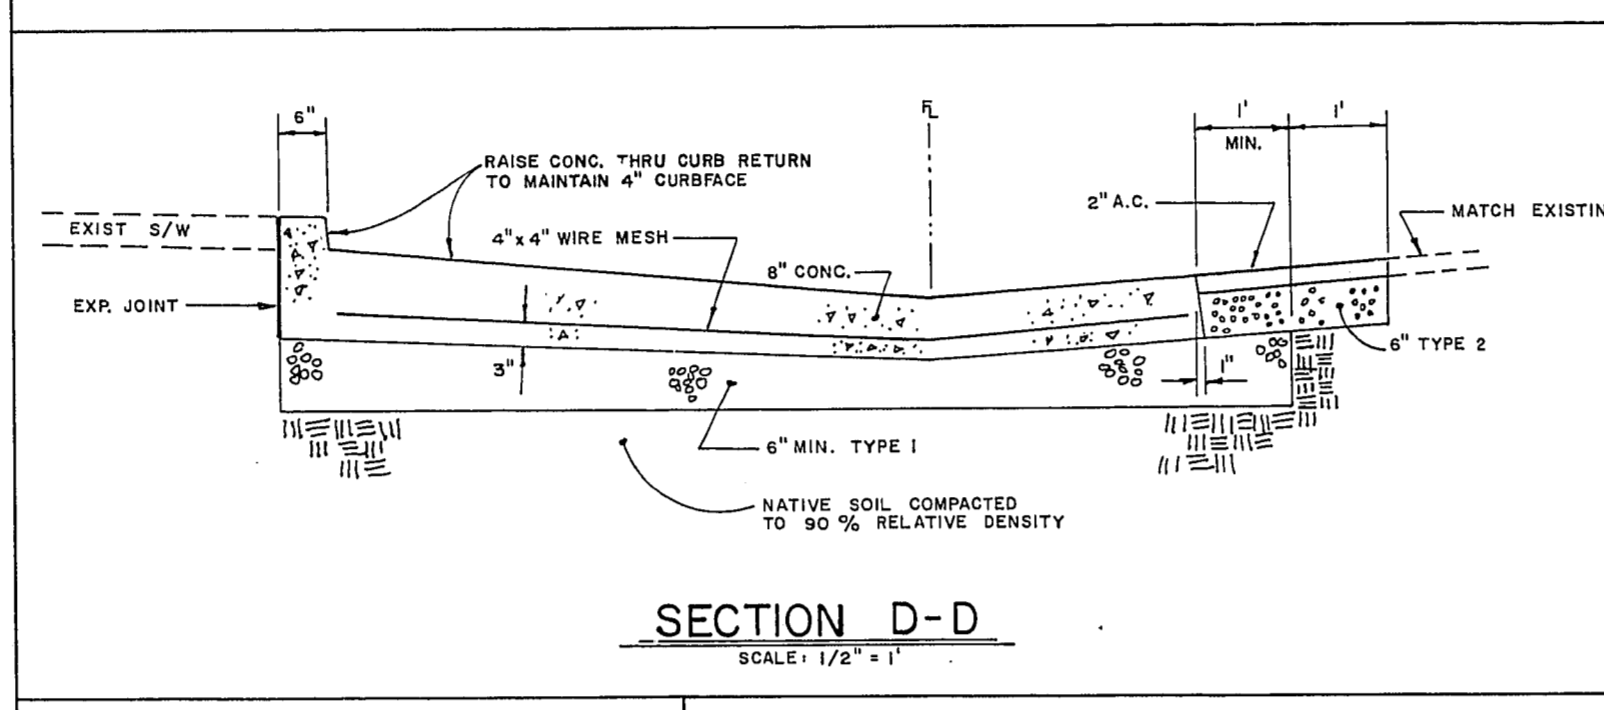 6"
FL
1'
1'
MIN.
RAISE CONC. THRU CURB RETURN
TO MAINTAIN 4" CURBFACE
2" A.C.
MATCH EXISTIN
EXIST S/W
4"x4" WIRE MESH
8" CONC.
EXP. JOINT
3"
1"
6" TYPE 2
6" MIN. TYPE 1
NATIVE SOIL COMPACTED
TO 90% RELATIVE DENSITY
SECTION D-D
SCALE: 1/2" = 1'